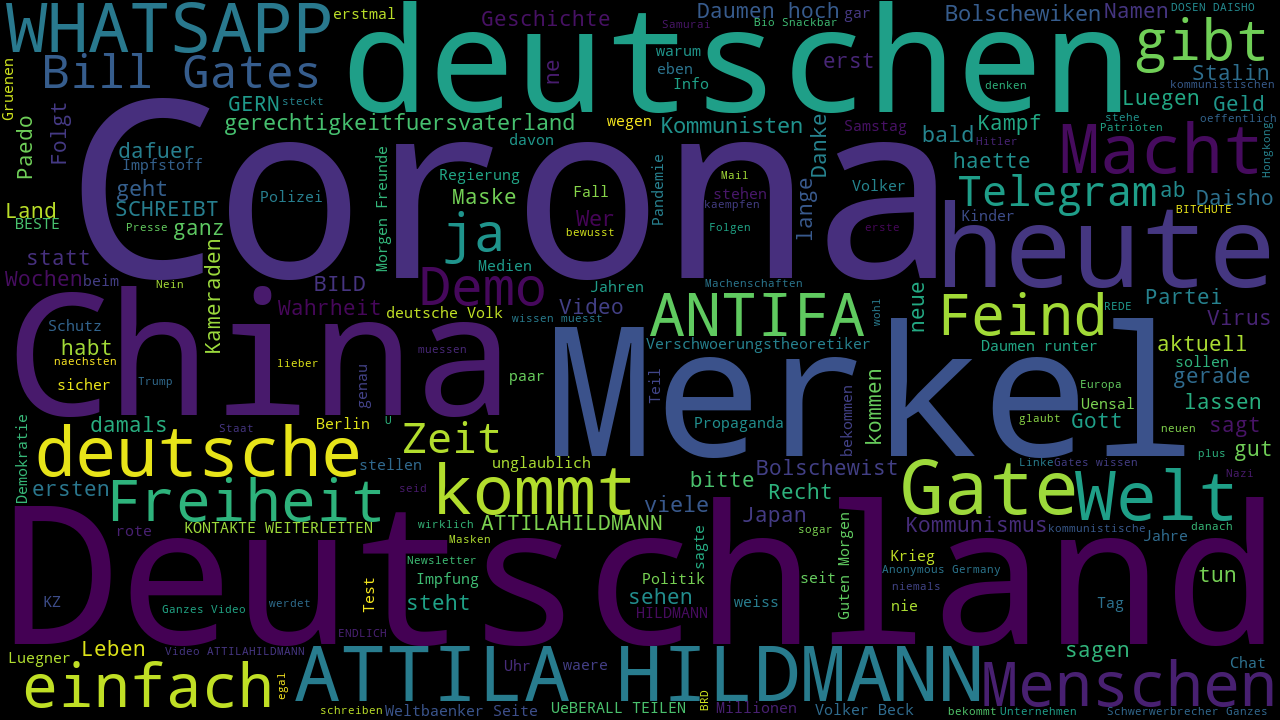 WHATSAPP
erstmal
deutschen
Geschichte
Samurai
Daumen hoch
gar
Bio Snackbar
Bolschewiken
Namen
DOSEN DAISHO
gibt
Bill Gates
ne
warum
eben
Info
erst
denken
Stalin
kommunistischen
Gruenen
GERN
steckt
Luegen
Geld
oeffentlich
Folgt
Paedo
gerechtigkeitfuersvaterland
wegen
Kommunisten
Danke
Samstag
bald
Kampf
stehe
Patrioten
Hongkong
Corona
dafuer
Impfstoff
davon
Hitler
haette
Macht
geht
SCHREIBT
Polizei
Morgen Freunde
Regierung
Maske
Fall
Pandemie
Mail
stehen
kaempfen
Volker
Telegram
ab
Daisho
Land
BESTE
Presse
ganz
ja
Wer
bewusst
Folgen
lange
erste
Kinder
BITCHUTE
heute
statt
Kameraden
Medien
Wochen
beim
Nein
BILD
Demo
Jahren
Machenschaften
China
Wahrheit
deutsche Volk
Video
wissen muesst
ANTIFA
wohl
neue
Feind
REDE
Partei
Virus
Schutz
habt
naechsten
sicher
Trump
lieber
muessen
genau
paar
Merkel
Verschwoerungstheoretiker
Teil
Daumen runter
aktuell
sollen
gerade
Europa
Uensal
lassen
Demokratie
damals
Staat
Berlin
U
Zeit
Propaganda
bekommen
kommen
glaubt
Gott
neuen
sagt
deutsche
stellen
unglaublich
Bolschewist
plus
gut
ersten
Freiheit
seid
kommt
viele
bitte
Recht
Gate
Linke
Gates wissen
Welt
Nazi
rote
KONTAKTE WEITERLEITEN
wirklich
ATTILAHILDMANN
Masken
sagte
Japan
sogar
Guten Morgen
Kommunismus
kommunistische
Jahre
danach
Deutschland
Newsletter
Impfung
Politik
seit
Krieg
Anonymous Germany
niemals
tun
KZ
Ganzes Video
werdet
Test
steht
sehen
HILDMANN
weiss
nie
Tag
ENDLICH
Luegner
Leben
Video ATTILAHILDMANN
Uhr
waere
sagen
Chat
einfach
egal
ATTILA HILDMANN
Menschen
schreiben
Weltbaenker Seite
UeBERALL TEILEN
BRD
Millionen
Volker Beck
bekommt
Unternehmen
Schwerwerbrecher Ganzes